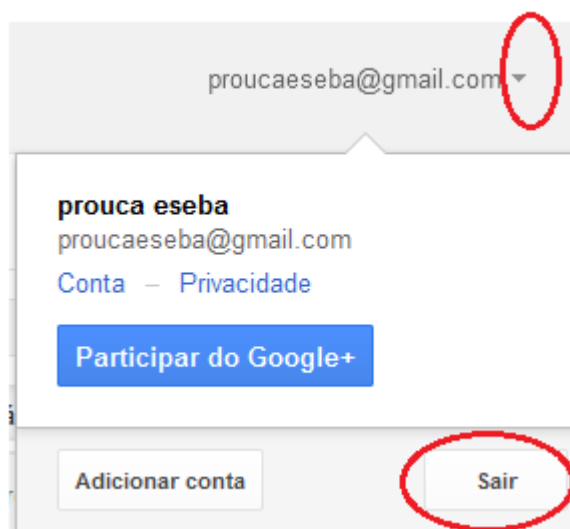 proucaeseba@gmail.com
prouca eseba
proucaeseba@gmail.com
Conta – Privacidade
Participar do Google+
Adicionar conta
Sair